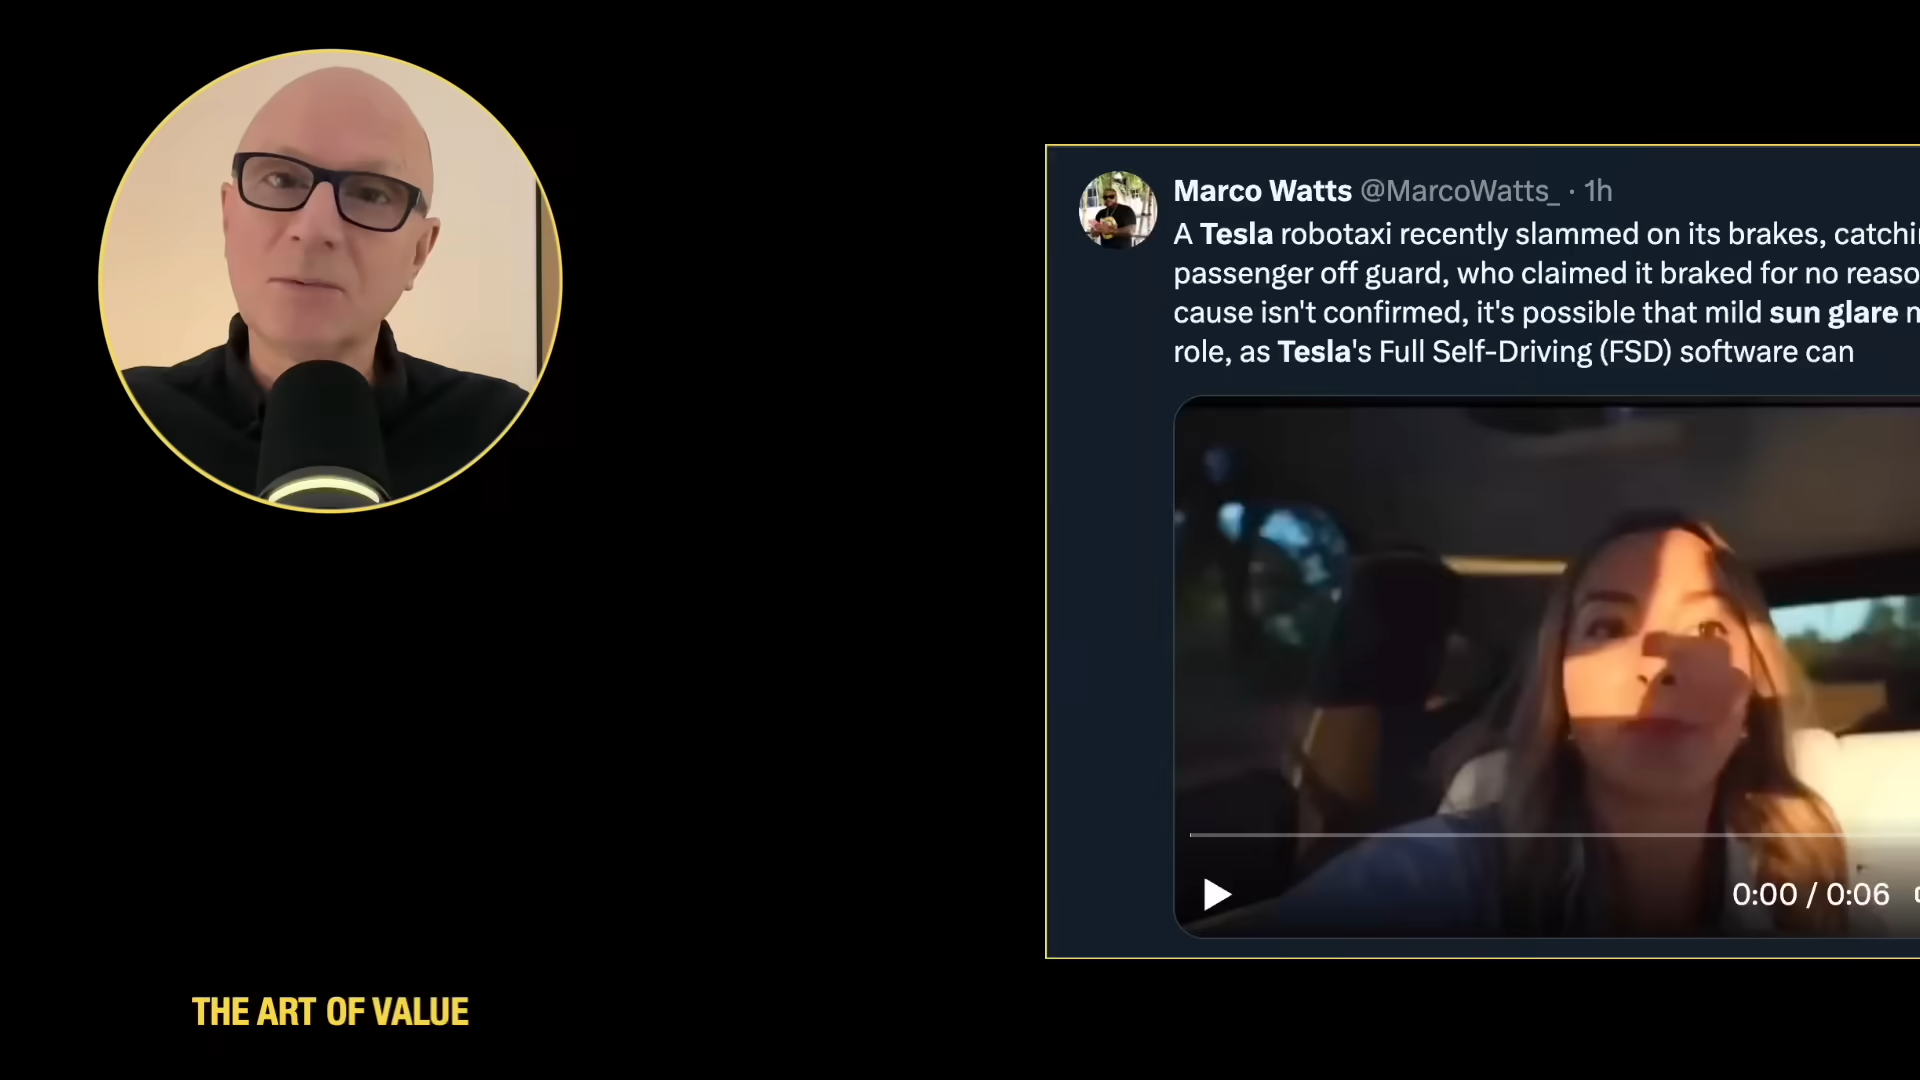 Marco Watts @MarcoWatts_ · 1h
A Tesla robotaxi recently slammed on its brakes, catchi
passenger off guard, who claimed it braked for no reaso
cause isn't confirmed, it's possible that mild sun glare
role, as Tesla's Full Self-Driving (FSD) software can
0:00 / 0:06
THE ART OF VALUE